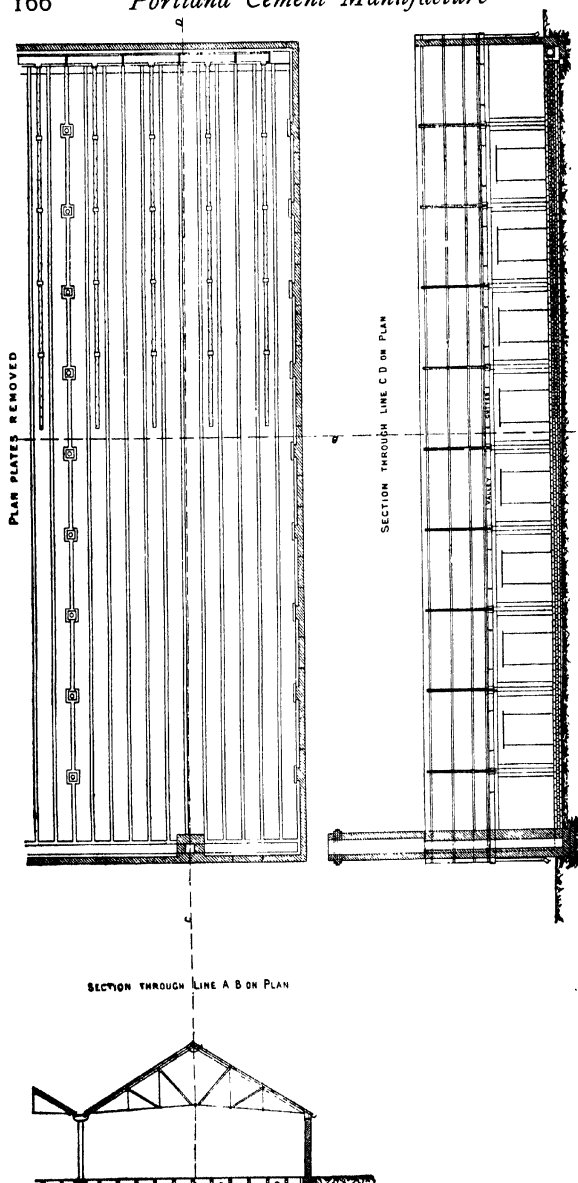 166 Portland Cement Manufacture
D
PLAN PLATES REMOVED
B
SECTION THROUGH LINE C D ON PLAN
VALLEY GUTTER
C
SECTION THROUGH LINE A B ON PLAN